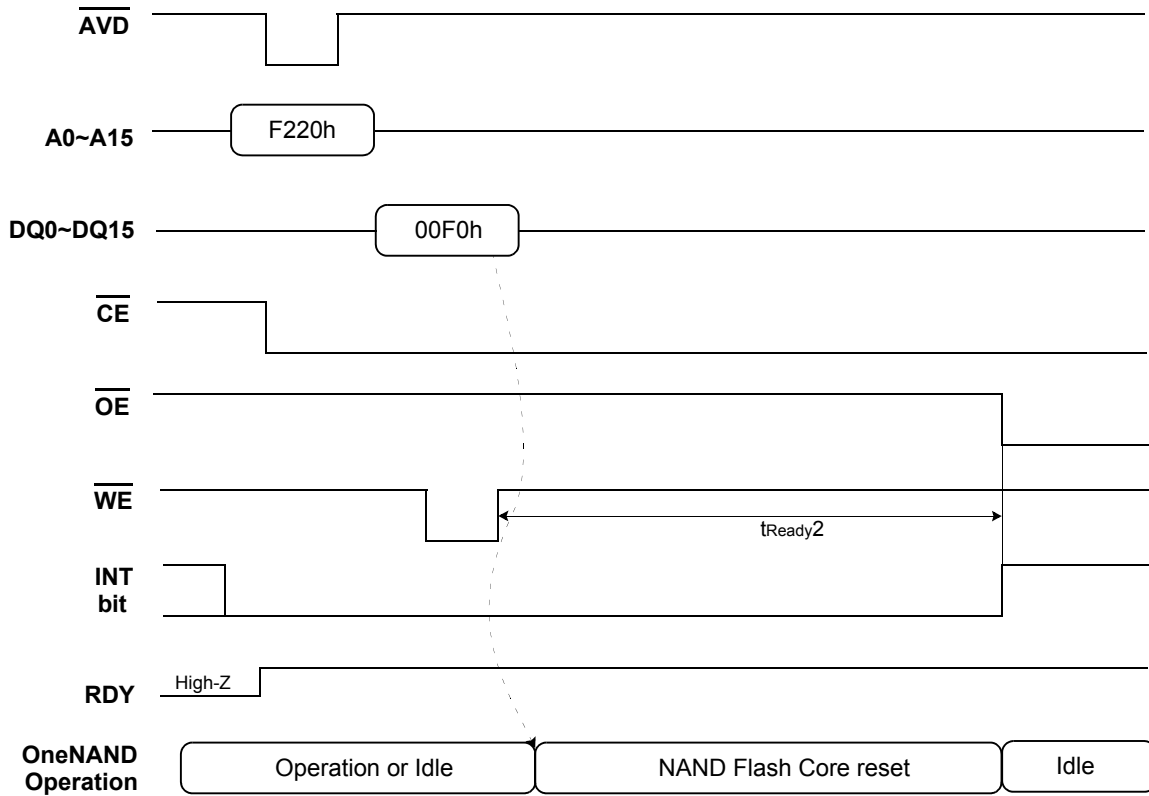 AVD
A0~A15
F220h
DQ0~DQ15
00F0h
CE
OE
WE
tReady2
INT
bit
RDY
High-Z
OneNAND
Operation
Operation or Idle
NAND Flash Core reset
Idle